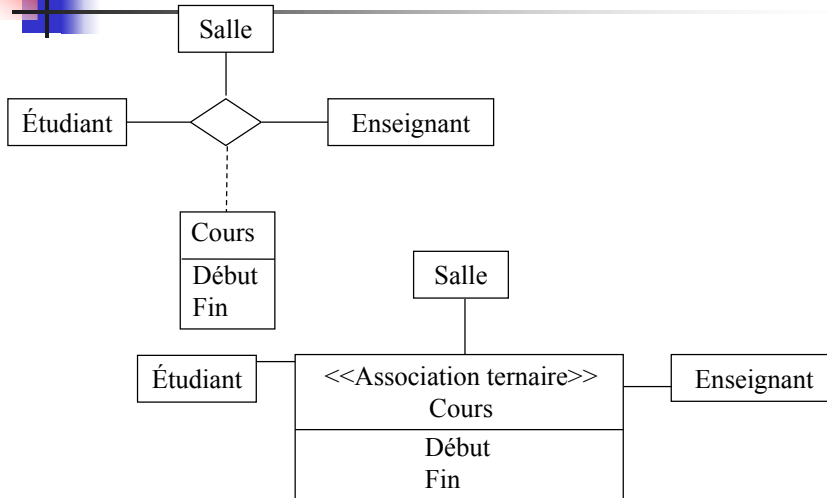 Salle
Étudiant
Enseignant
Cours
Début
Fin
Salle
Étudiant
<<Association ternaire>>
Cours
Enseignant
Début
Fin